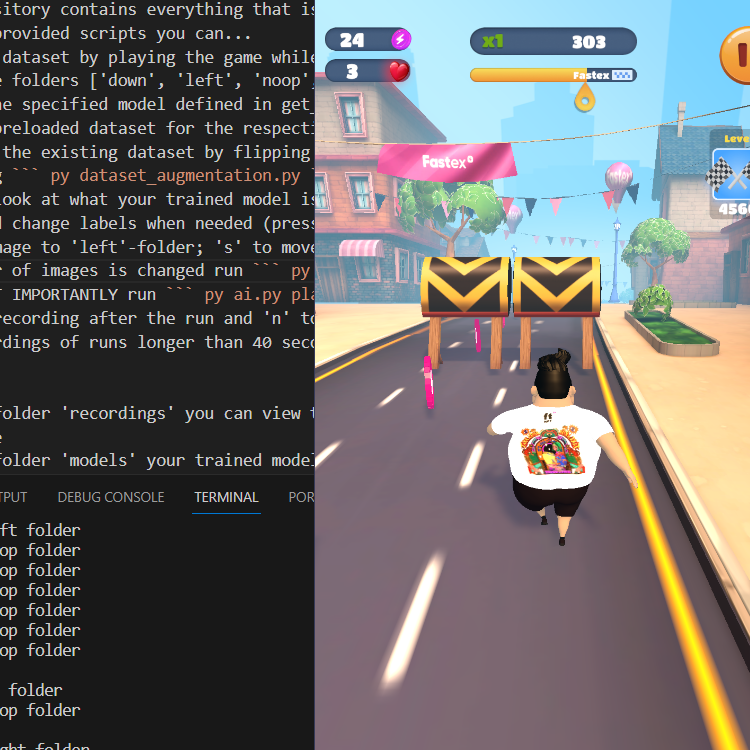 sitory contains everything that is
provided scripts you can...
dataset by playing the game while
e folders ['down', 'left', 'noop',
he specified model defined in get_
preloaded dataset for the respecti
the existing dataset by flipping
g ``` py dataset_augmentation.py
look at what your trained model is
d change labels when needed (press
mage to 'left'-folder; 's' to move
r of images is changed run ``` py
T IMPORTANTLY run ``` py ai.py pla
recording after the run and 'n' to
rdings of runs longer than 40 seco
folder 'recordings' you can view t
e
folder 'models' your trained model
TPUT DEBUG CONSOLE TERMINAL POR
ft folder
op folder
op folder
op folder
op folder
op folder
op folder
folder
op folder
ght folder
24
3
x1 303
Fastex
Fastex
fastex
Leve
4560